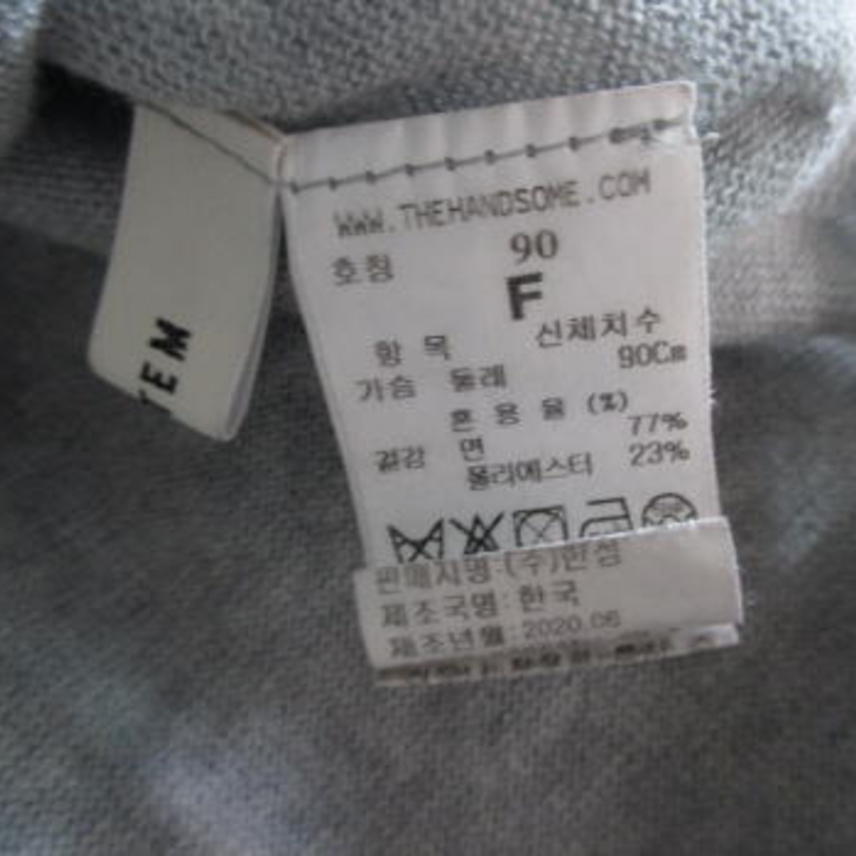 WWW.THEHANDSOME.COM
호칭 90
F
항 목 신체치수
가슴 둘레 90Cm
혼 용 율 (%)
겉감 면 77%
폴리에스터 23%
판매자명:(주)한섬
제조국명:한국
제조년월:2020.06
TEM